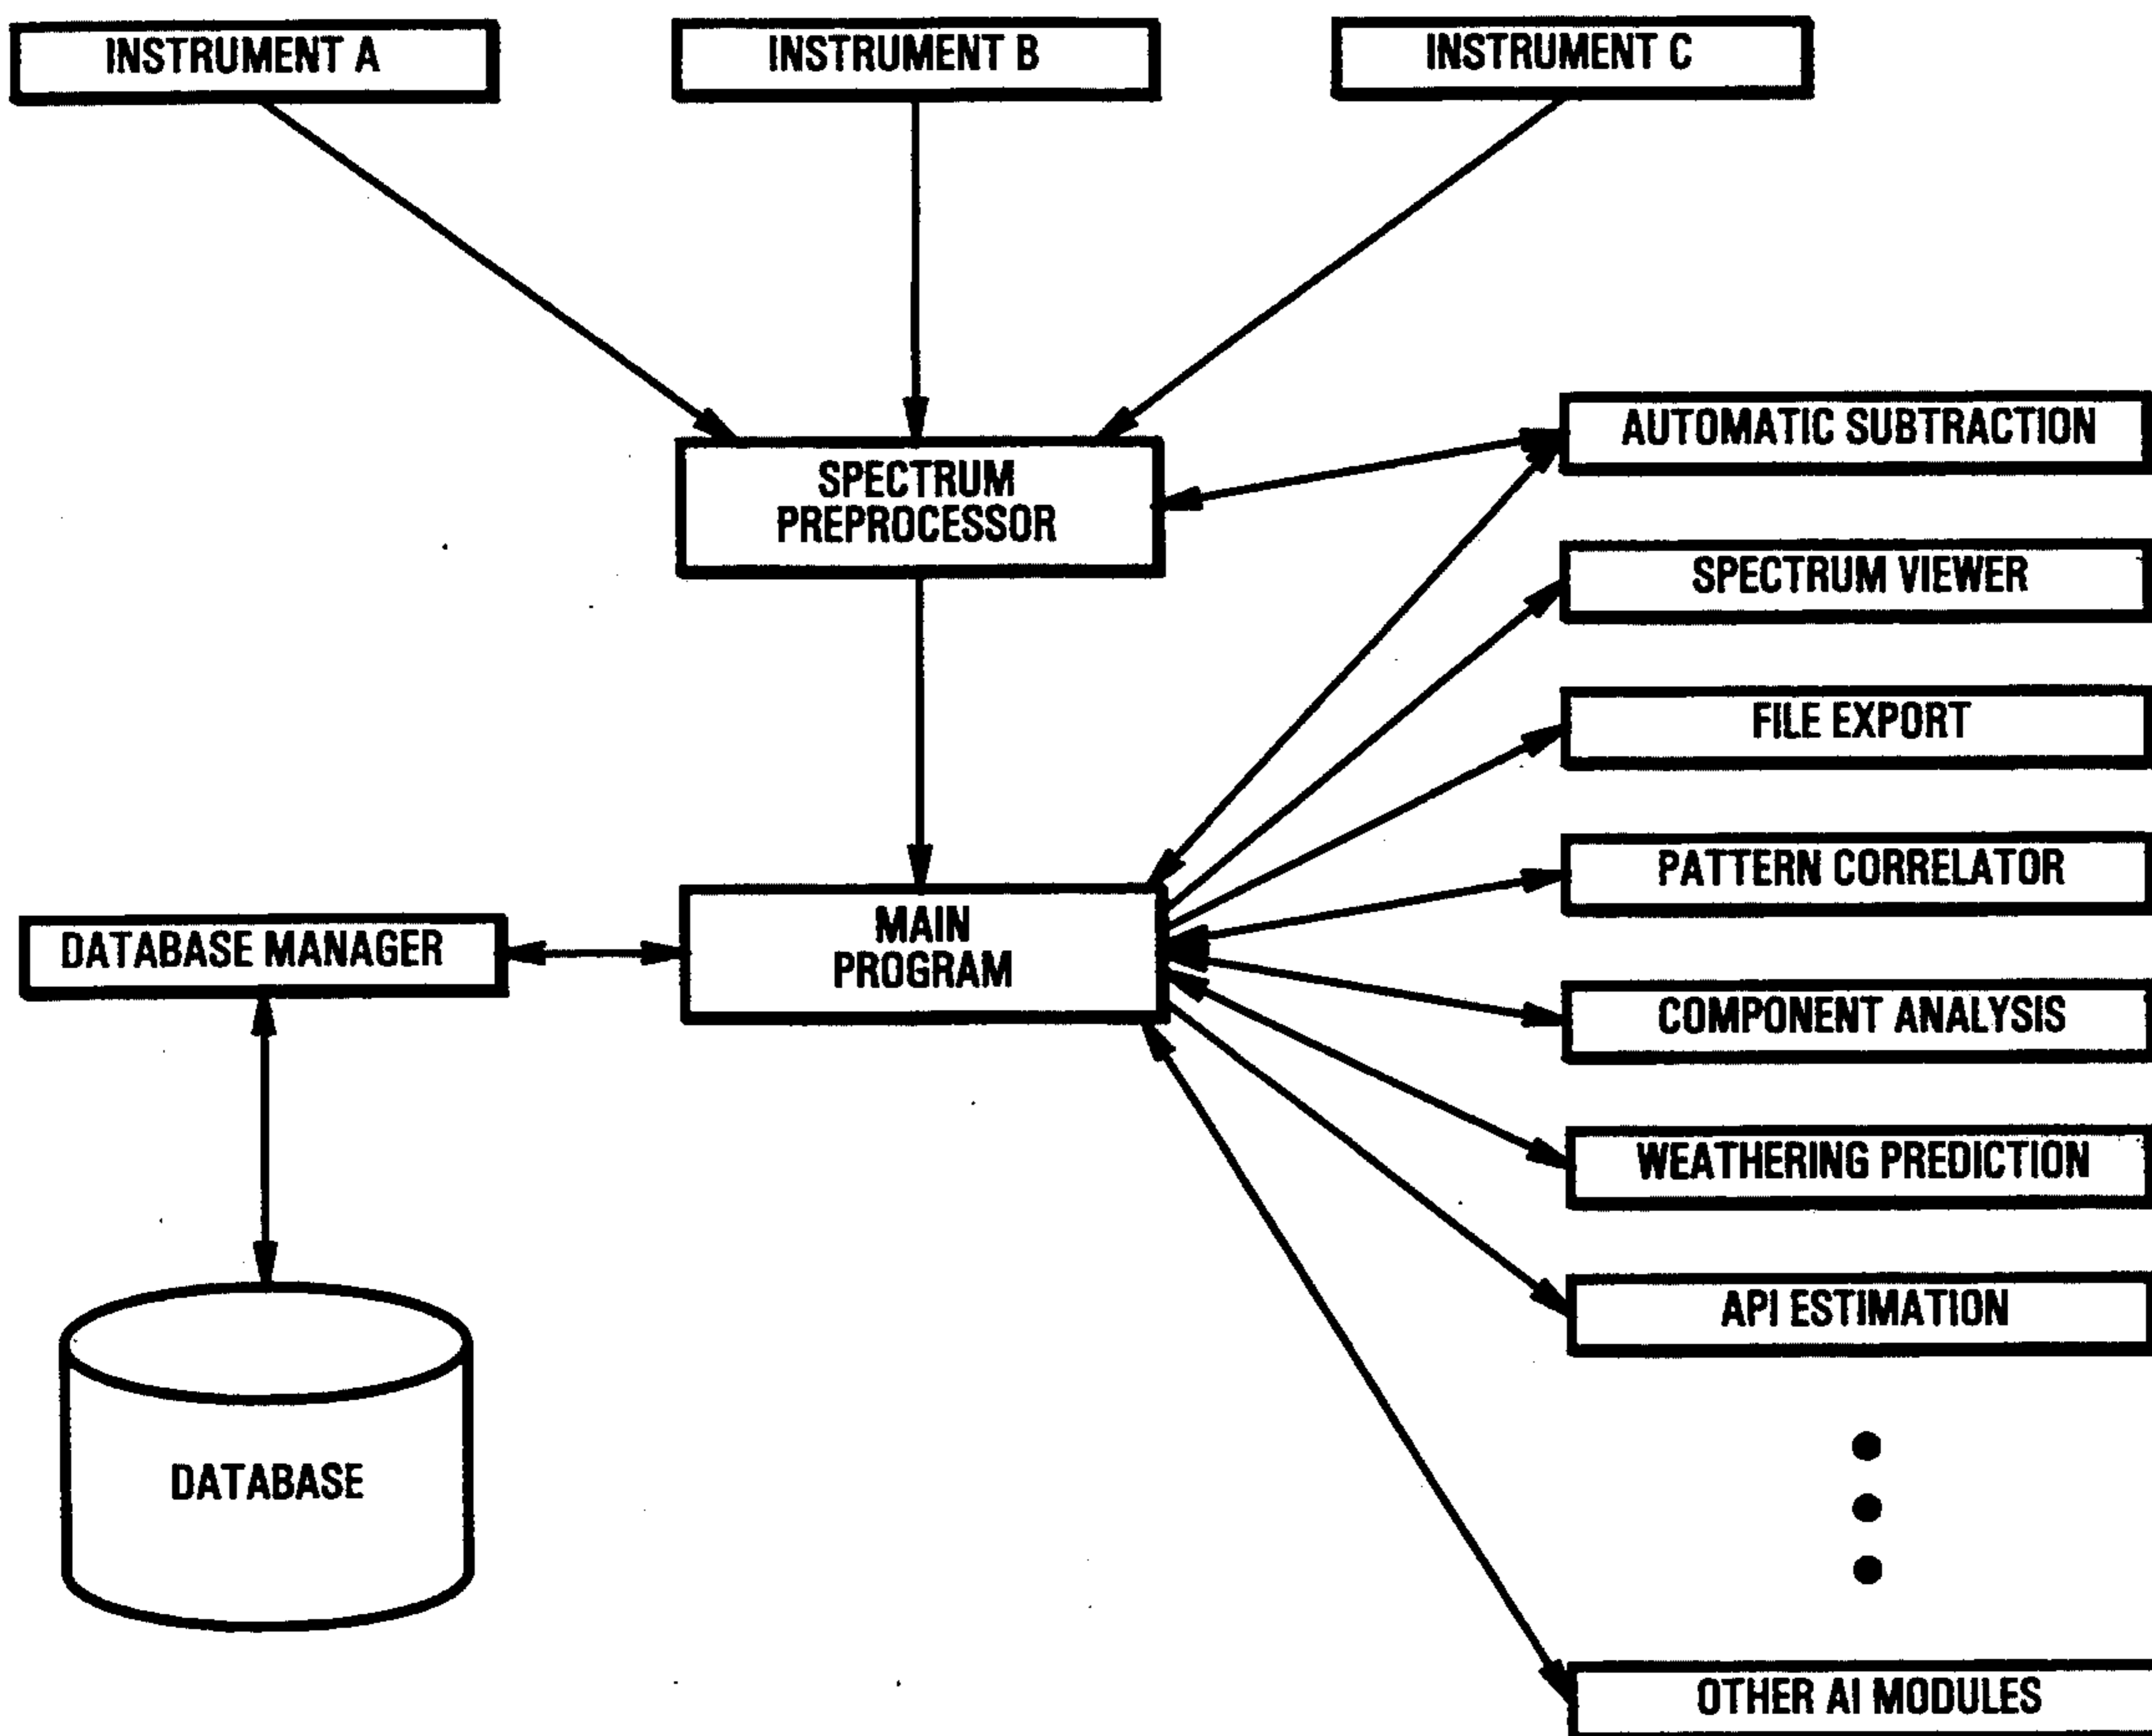 INSTRUMENT A
INSTRUMENT B
INSTRUMENT C
SPECTRUM
PREPROCESSOR
AUTOMATIC SUBTRACTION
SPECTRUM VIEWER
FILE EXPORT
PATTERN CORRELATOR
MAIN
PROGRAM
DATABASE MANAGER
COMPONENT ANALYSIS
WEATHERING PREDICTION
API ESTIMATION
DATABASE
OTHER AI MODULES